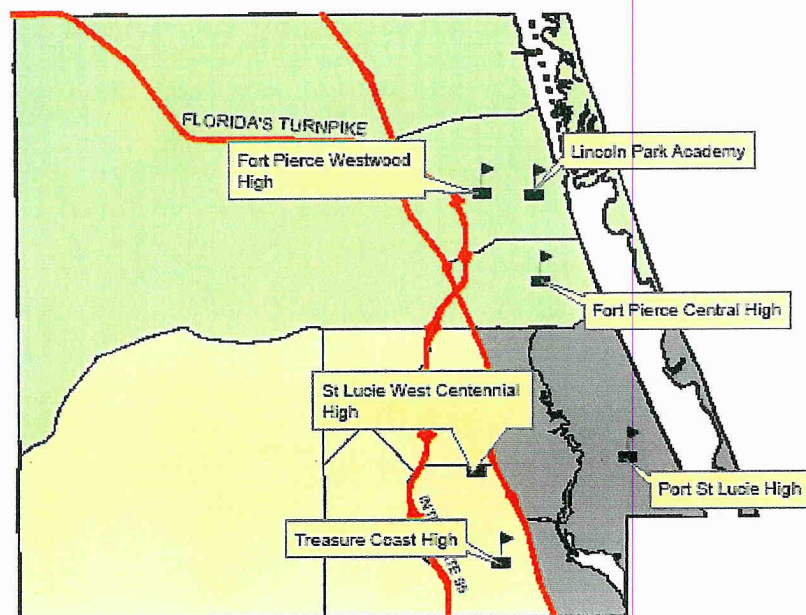 FLORIDA'S TURNPIKE
Fort Pierce Westwood
High
Lincoln Park Academy
Fort Pierce Central High
St Lucie West Centennial
High
Port St Lucie High
Treasure Coast High